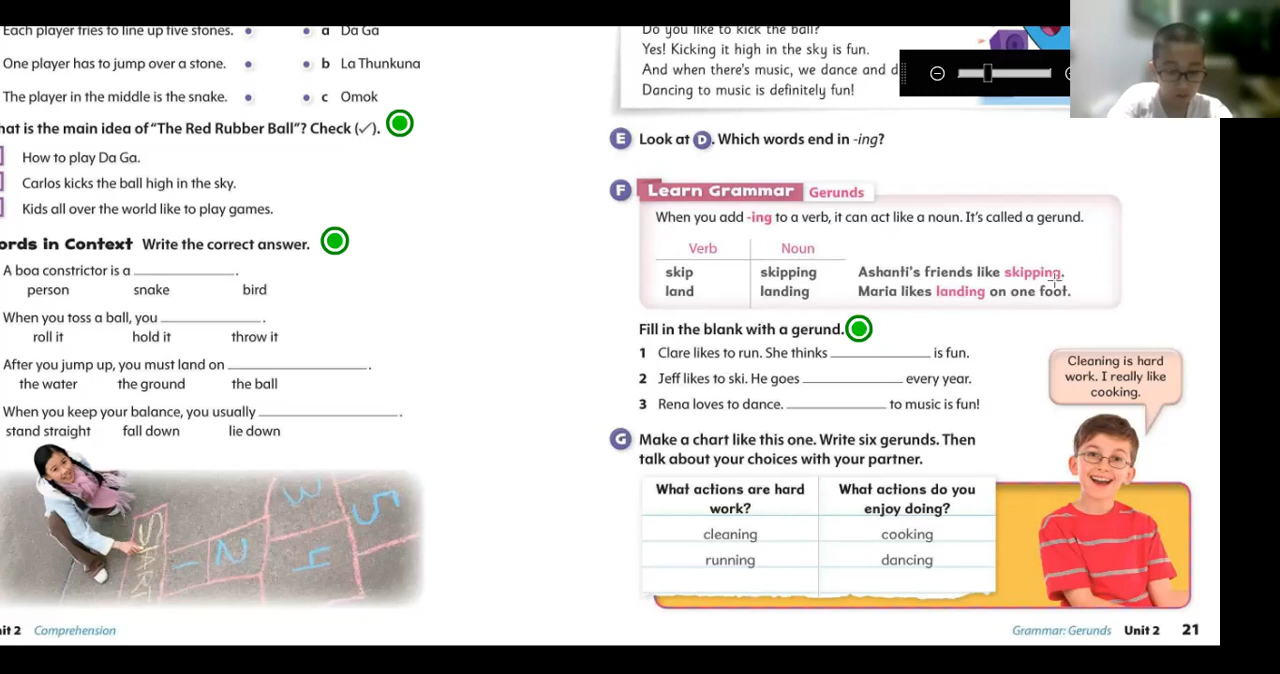 Each player tries to line up five stones. a Da Ga
One player has to jump over a stone. b La Thunkuna
The player in the middle is the snake. c Omok
hat is the main idea of “The Red Rubber Ball”? Check (✓).
How to play Da Ga.
Carlos kicks the ball high in the sky.
Kids all over the world like to play games.
ords in Context Write the correct answer.
A boa constrictor is a ____________.
person snake bird
When you toss a ball, you ____________.
roll it hold it throw it
After you jump up, you must land on ________________.
the water the ground the ball
When you keep your balance, you usually ________________.
stand straight fall down lie down
START
1 2 3 4 5
nit 2 Comprehension
Do you like to kick the ball?
Yes! Kicking it high in the sky is fun.
And when there’s music, we dance and d
Dancing to music is definitely fun!
E Look at D. Which words end in -ing?
F Learn Grammar Gerunds
When you add -ing to a verb, it can act like a noun. It’s called a gerund.
Verb Noun
skip skipping Ashanti’s friends like skipping.
land landing Maria likes landing on one foot.
Fill in the blank with a gerund.
1 Clare likes to run. She thinks ____________ is fun.
2 Jeff likes to ski. He goes ____________ every year.
3 Rena loves to dance. ____________ to music is fun!
Cleaning is hard
work. I really like
cooking.
G Make a chart like this one. Write six gerunds. Then
talk about your choices with your partner.
What actions are hard What actions do you
work? enjoy doing?
cleaning cooking
running dancing
Grammar: Gerunds Unit 2 21